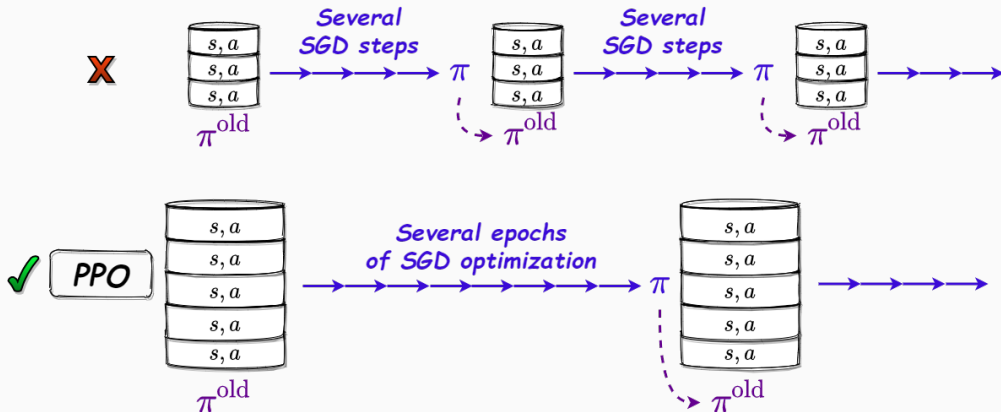 Several
SGD steps
Several
SGD steps
X
s, a
s, a
s, a
π
s, a
s, a
s, a
π
s, a
s, a
s, a
π^old
π^old
π^old
PPO
s, a
s, a
s, a
s, a
s, a
Several epochs
of SGD optimization
π
s, a
s, a
s, a
s, a
s, a
π^old
π^old